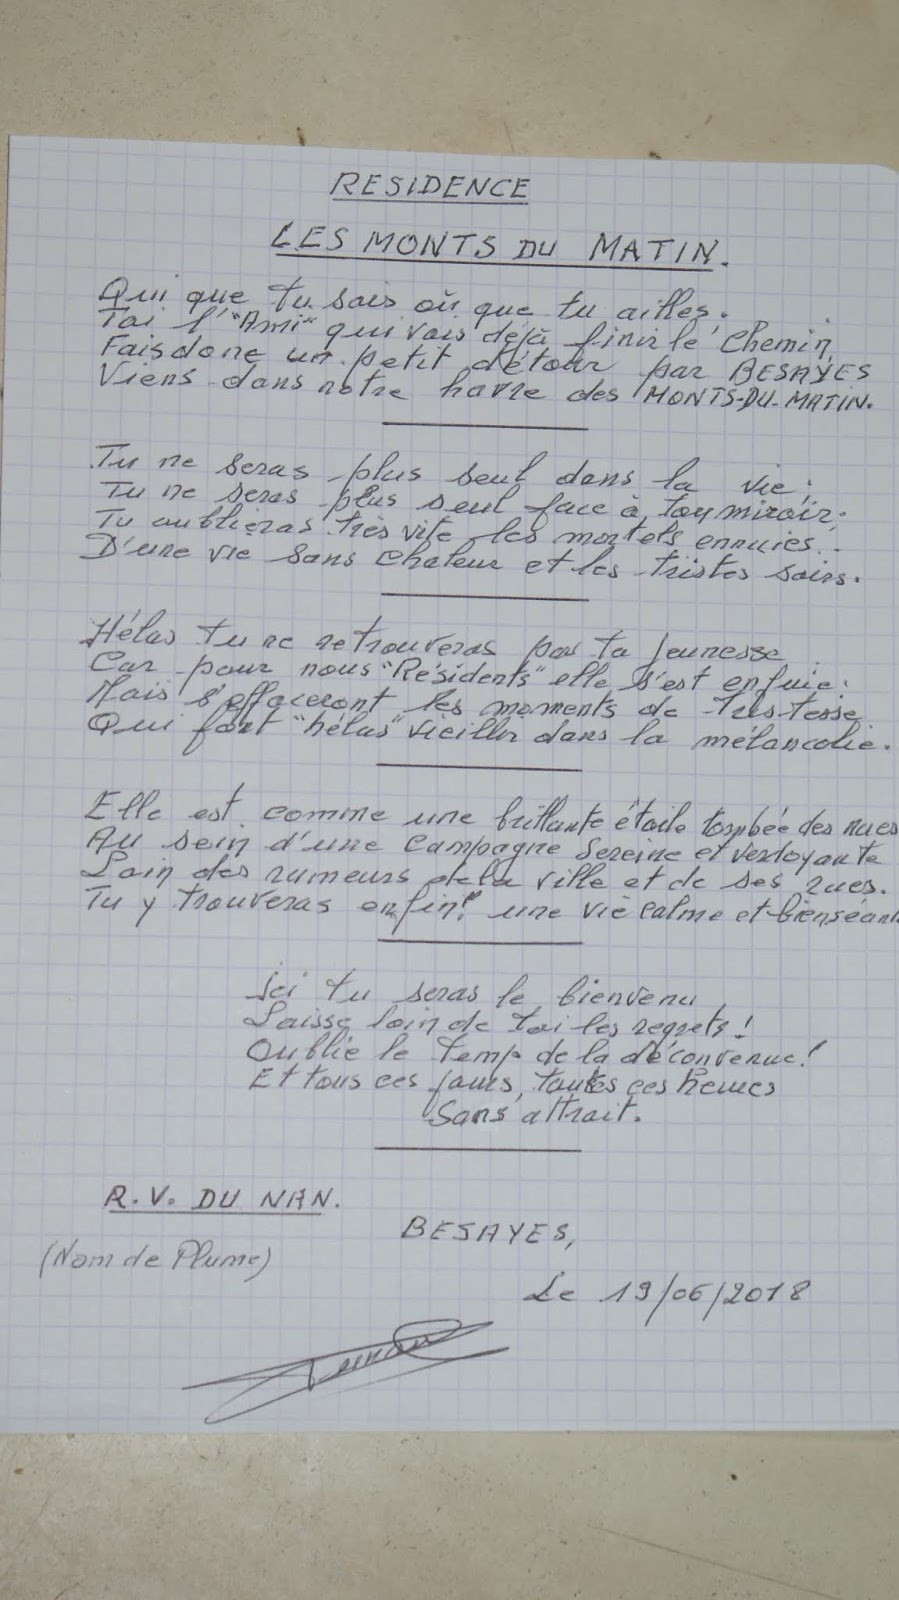 RESIDENCE
LES MONTS DU MATIN.
Qui que tu sois où que tu ailles.
Toi l'"Ami" qui vois déjà finir le Chemin,
Fais donc un petit détour par BESAYES
Viens dans notre havre des MONTS-DU-MATIN.
Tu ne seras plus seul dans la vie;
Tu ne seras plus seul face à ton miroir;
Tu oublieras très vite les mortels ennuies..
D'une vie sans chaleur et les tristes soirs.
Hélas tu ne retrouveras pas ta jeunesse
Car pour nous "Résidents" elle s'est enfuie.
Mais s'effaceront les moments de tristesse
Qui font "hélas" vieillir dans la mélancolie.
Elle est comme une brillante étoile tombée des nues
Au sein d'une Campagne Sereine et verdoyante
Loin des rumeurs de la ville et de ses rues.
Tu y trouveras enfin! une vie calme et bienséant
Ici tu seras le bienvenu
Laisse loin de toi les regrets!
Oublie le temp de la déconvenue!
Et tous ces jours, toutes ces heures
Sans attrait.
R.V. DU NAN.
BESAYES,
(Nom de Plume)
Le 19/06/2018